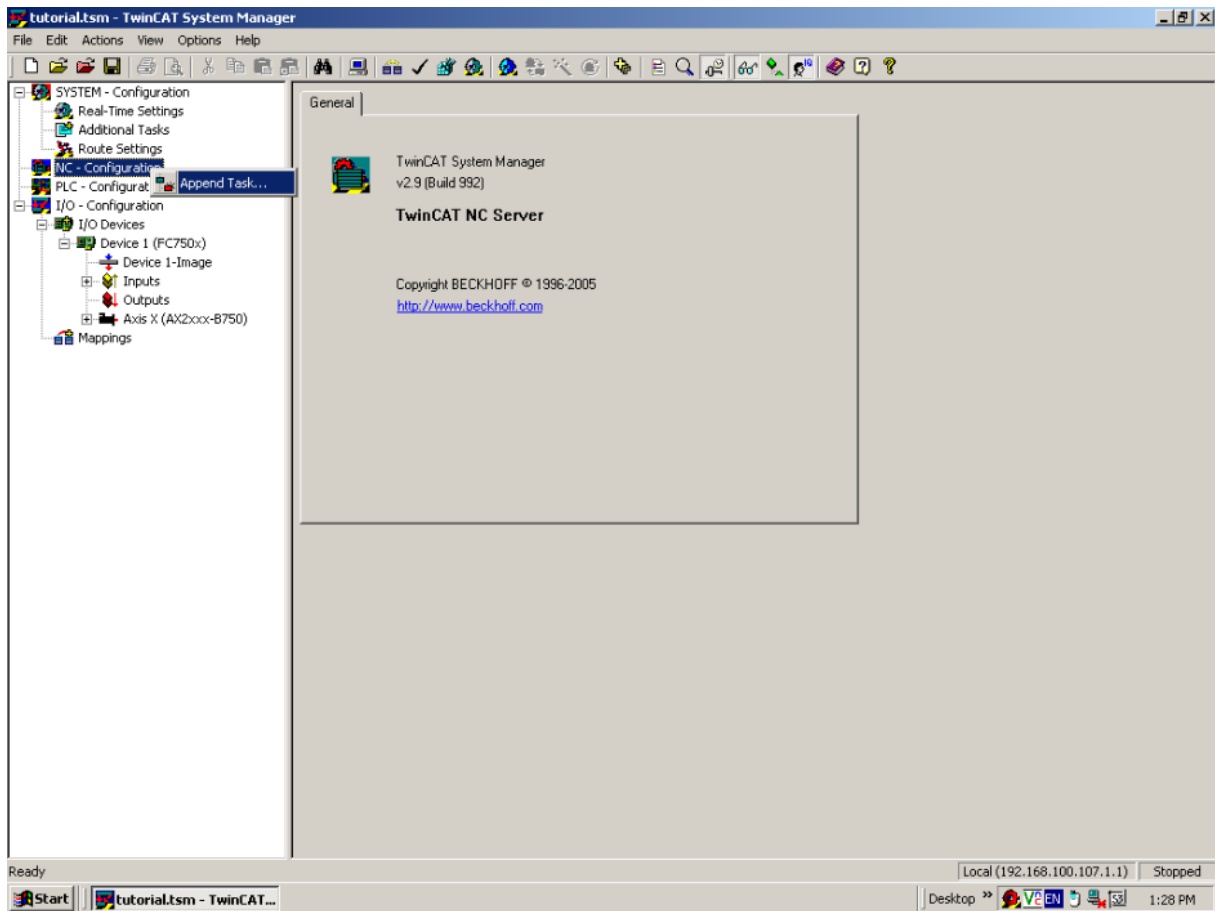 tutorial.tsm - TwinCAT System Manager
File Edit Actions View Options Help
SYSTEM - Configuration
Real-Time Settings
Additional Tasks
Route Settings
NC - Configuration
Append Task...
PLC - Configurat
I/O - Configuration
I/O Devices
Device 1 (FC750x)
Device 1-Image
Inputs
Outputs
Axis X (AX2xxx-B750)
Mappings
General
TwinCAT System Manager
v2.9 (Build 992)
TwinCAT NC Server
Copyright BECKHOFF © 1996-2005
http://www.beckhoff.com
Ready
Local (192.168.100.107.1.1) Stopped
Start tutorial.tsm - TwinCAT... Desktop » EN 1:28 PM